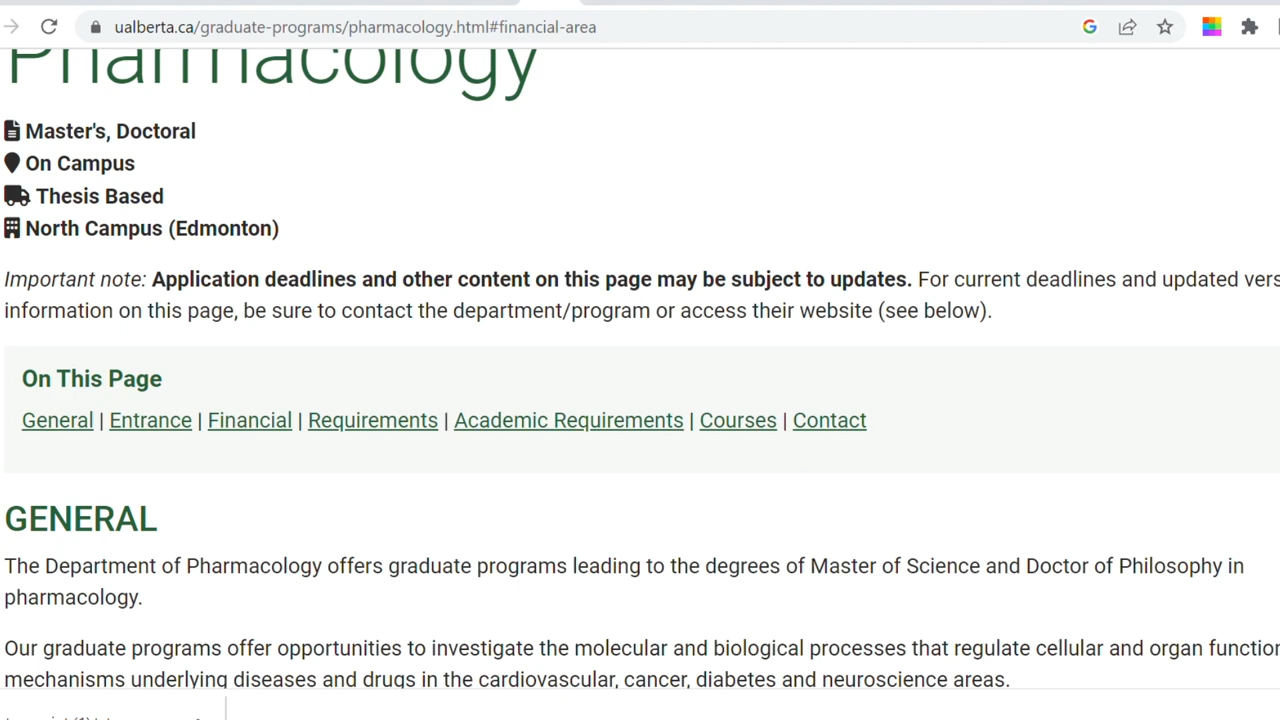 ualberta.ca/graduate-programs/pharmacology.html#financial-area
Pharmacology
Master's, Doctoral
On Campus
Thesis Based
North Campus (Edmonton)
Important note: Application deadlines and other content on this page may be subject to updates. For current deadlines and updated vers
information on this page, be sure to contact the department/program or access their website (see below).
On This Page
General | Entrance | Financial | Requirements | Academic Requirements | Courses | Contact
GENERAL
The Department of Pharmacology offers graduate programs leading to the degrees of Master of Science and Doctor of Philosophy in
pharmacology.
Our graduate programs offer opportunities to investigate the molecular and biological processes that regulate cellular and organ function
mechanisms underlying diseases and drugs in the cardiovascular, cancer, diabetes and neuroscience areas.